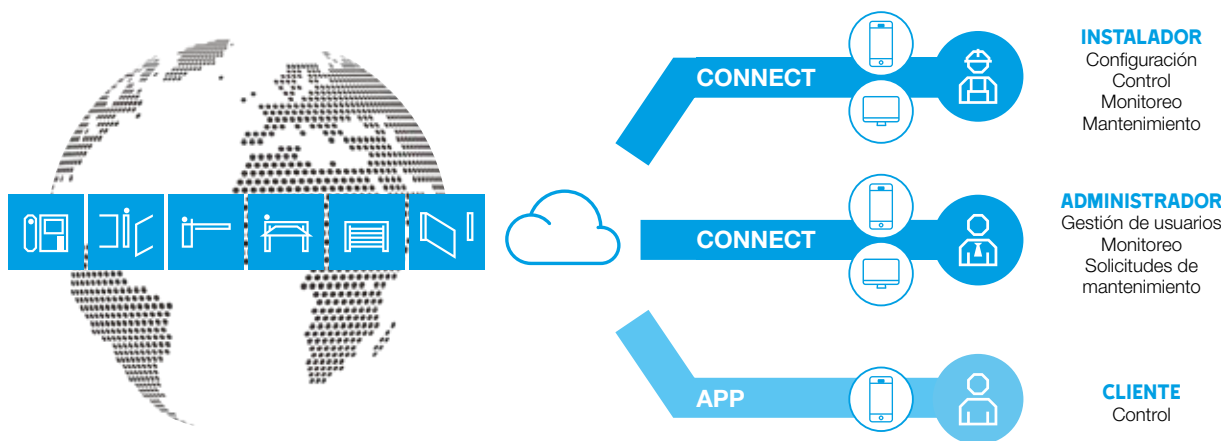 CONNECT
INSTALADOR
Configuración
Control
Monitoreo
Mantenimiento
CONNECT
ADMINISTRADOR
Gestión de usuarios
Monitoreo
Solicitudes de
mantenimiento
APP
CLIENTE
Control